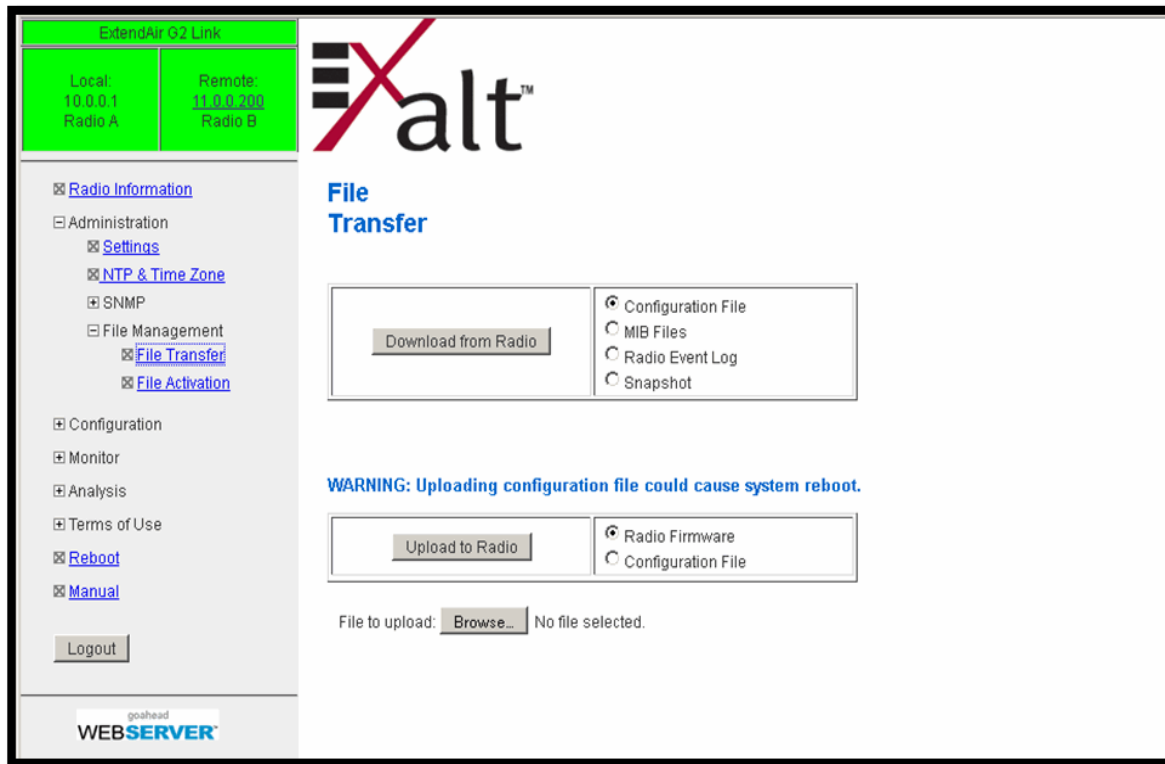 ExtendAir G2 Link
Local:
10.0.0.1
Radio A
Remote:
11.0.0.200
Radio B
Radio Information
Administration
Settings
NTP & Time Zone
SNMP
File Management
File Transfer
File Activation
Configuration
Monitor
Analysis
Terms of Use
Reboot
Manual
Logout
goahead
WEBSERVER
EXalt™
File
Transfer
Download from Radio
Configuration File
MIB Files
Radio Event Log
Snapshot
WARNING: Uploading configuration file could cause system reboot.
Upload to Radio
Radio Firmware
Configuration File
File to upload: Browse... No file selected.